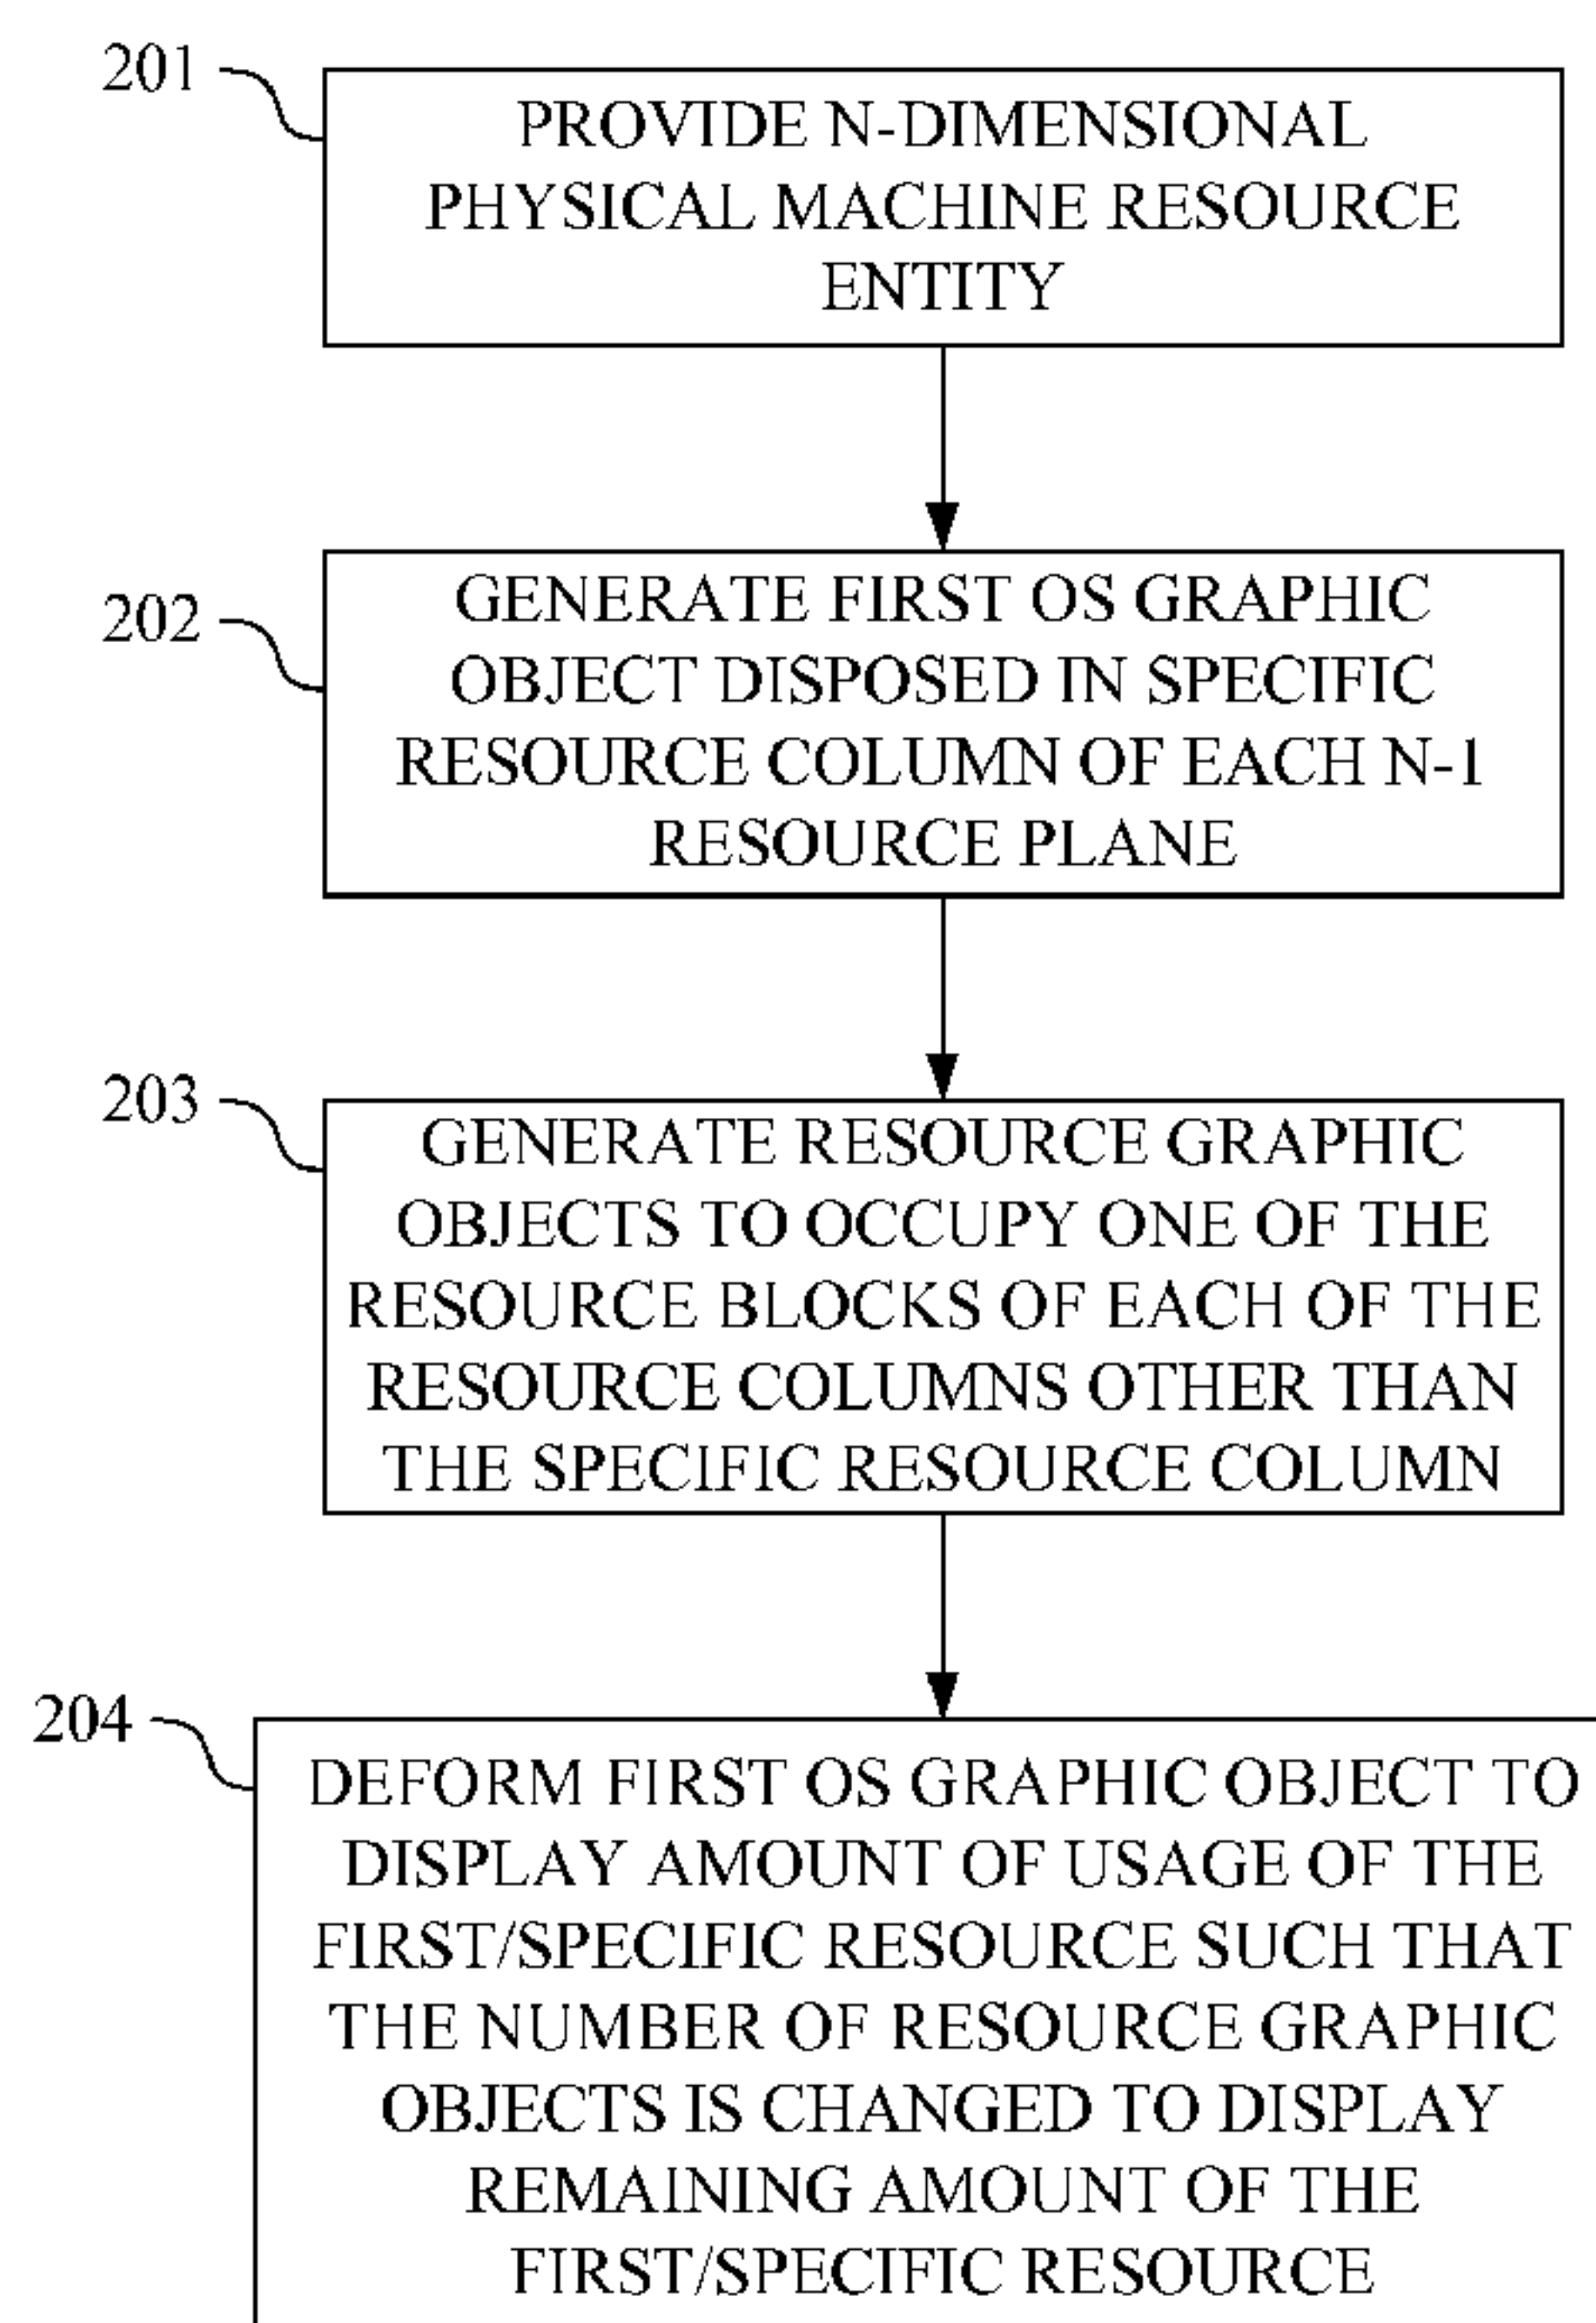 201
PROVIDE N-DIMENSIONAL
PHYSICAL MACHINE RESOURCE
ENTITY
202
GENERATE FIRST OS GRAPHIC
OBJECT DISPOSED IN SPECIFIC
RESOURCE COLUMN OF EACH N-1
RESOURCE PLANE
203
GENERATE RESOURCE GRAPHIC
OBJECTS TO OCCUPY ONE OF THE
RESOURCE BLOCKS OF EACH OF THE
RESOURCE COLUMNS OTHER THAN
THE SPECIFIC RESOURCE COLUMN
204
DEFORM FIRST OS GRAPHIC OBJECT TO
DISPLAY AMOUNT OF USAGE OF THE
FIRST/SPECIFIC RESOURCE SUCH THAT
THE NUMBER OF RESOURCE GRAPHIC
OBJECTS IS CHANGED TO DISPLAY
REMAINING AMOUNT OF THE
FIRST/SPECIFIC RESOURCE